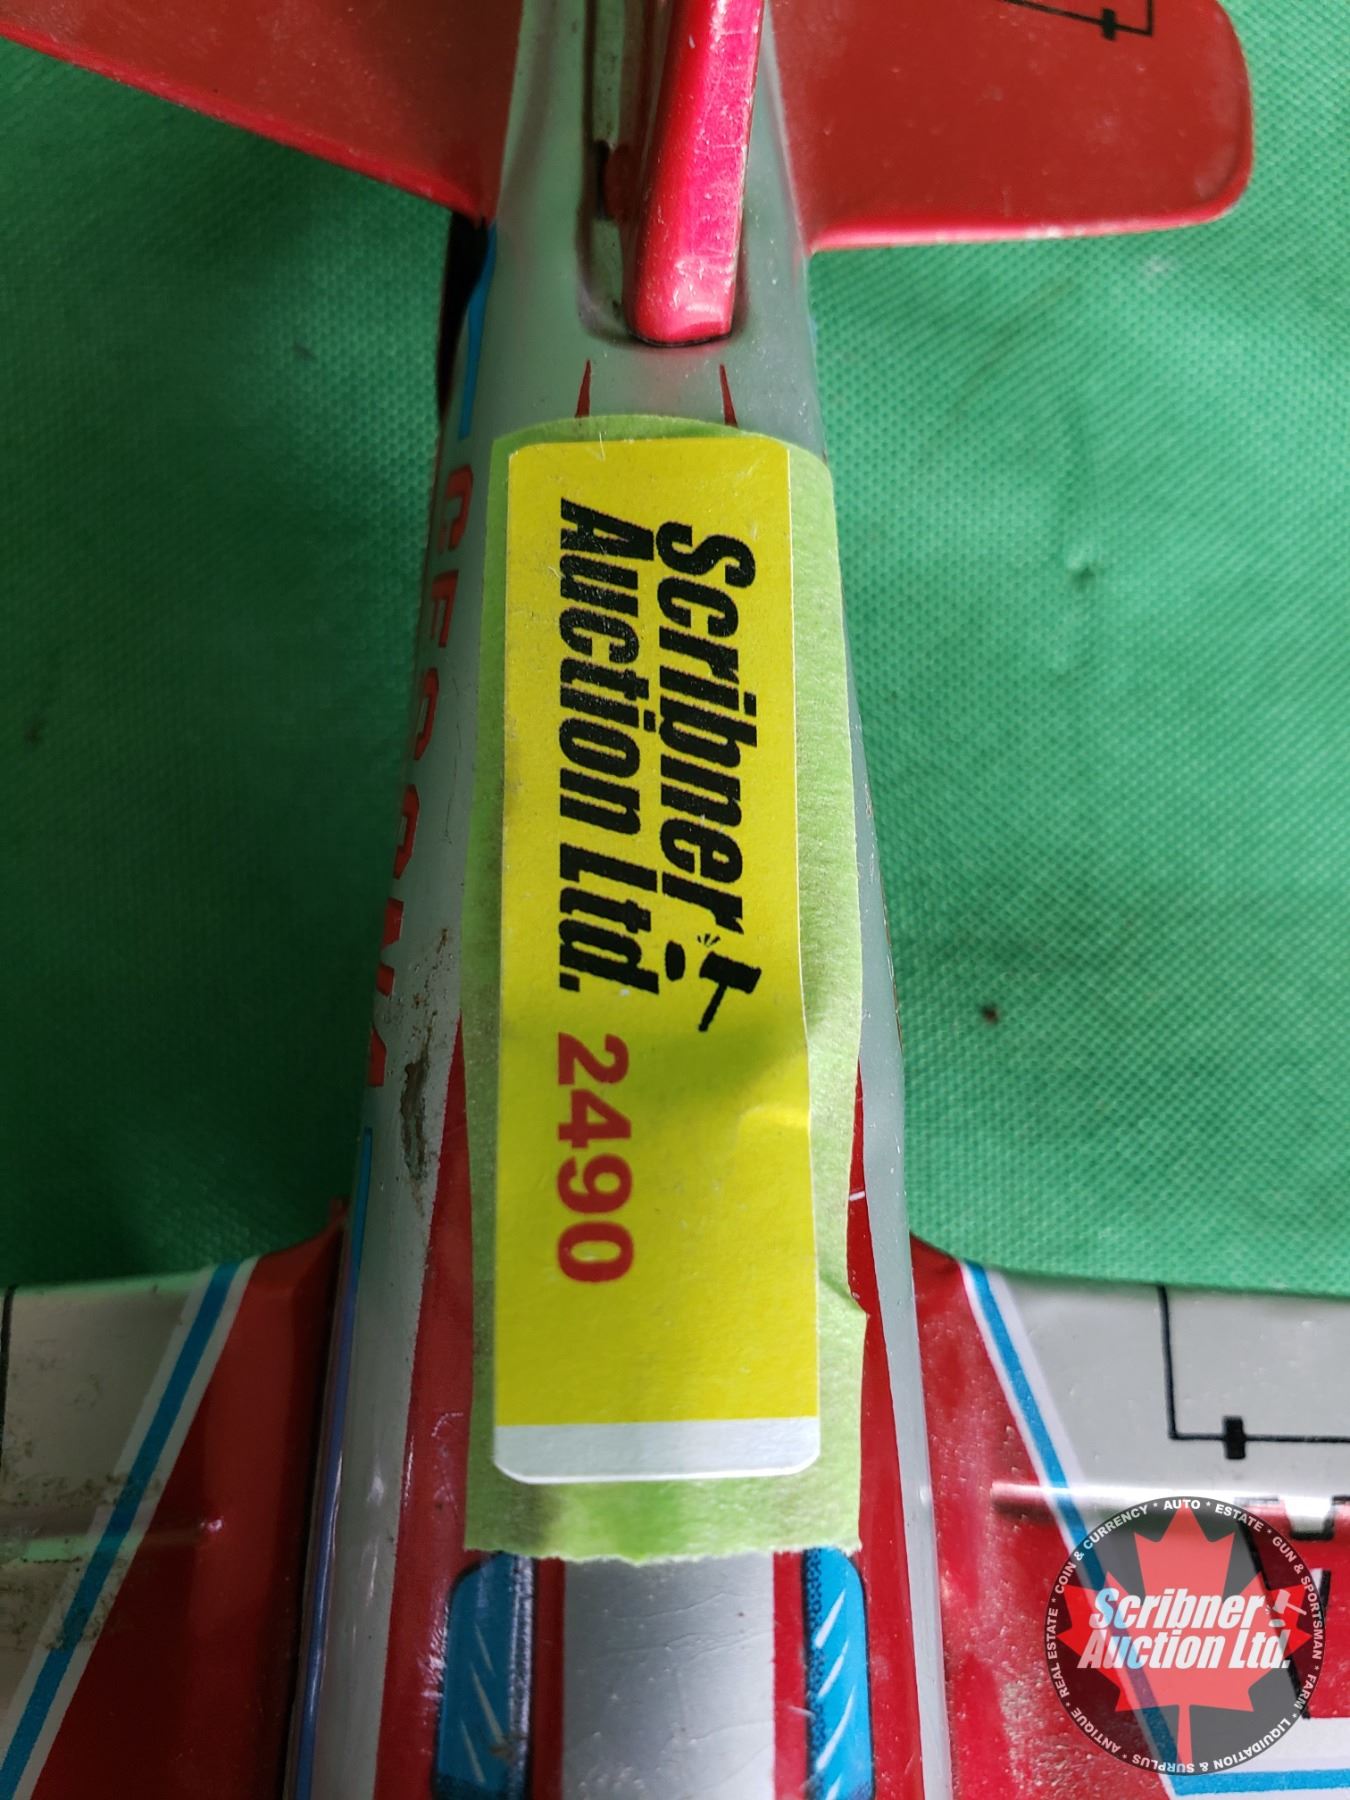 Scribner
Auction Ltd. 2490
COIN & CURRENCY * AUTO * ESTATE * GUN & SPORTSMAN * FARM * LIQUIDATION & SURPLUS * ANTIQUE * REAL ESTATE *
Scribner
Auction Ltd.